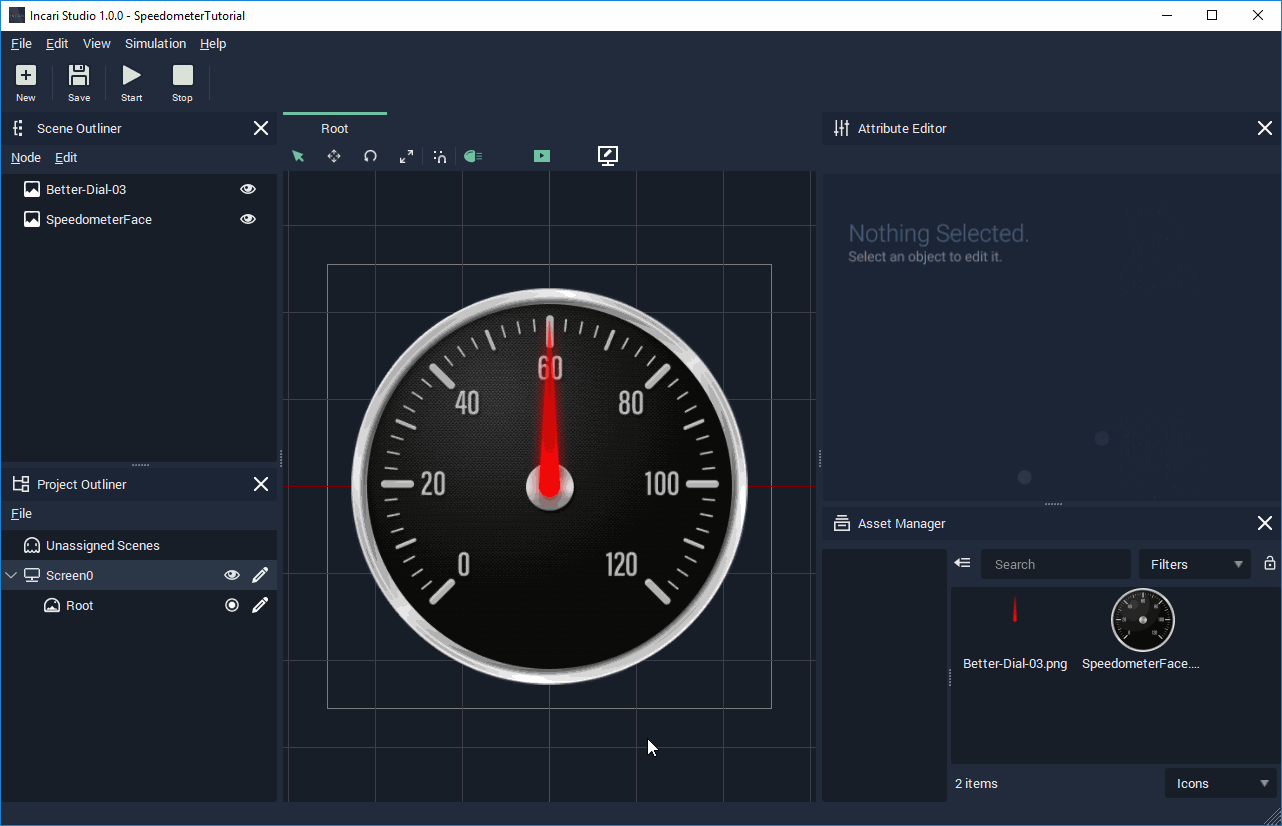 Incari Studio 1.0.0 - SpeedometerTutorial
File Edit View Simulation Help
New Save Start Stop
Scene Outliner
Node Edit
Better-Dial-03
SpeedometerFace
Project Outliner
File
Unassigned Scenes
Screen0
Root
Root
60
40
80
20
100
0
120
Attribute Editor
Nothing Selected.
Select an object to edit it.
Asset Manager
Search
Filters
Better-Dial-03.png
SpeedometerFace....
2 items
Icons